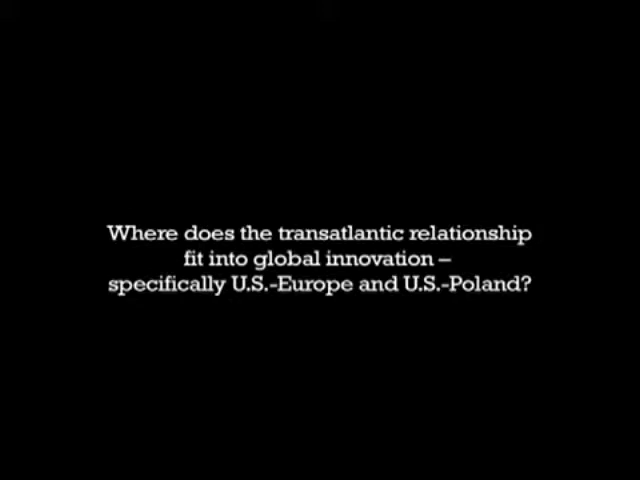 Where does the transatlantic relationship
fit into global innovation –
specifically U.S.-Europe and U.S.-Poland?